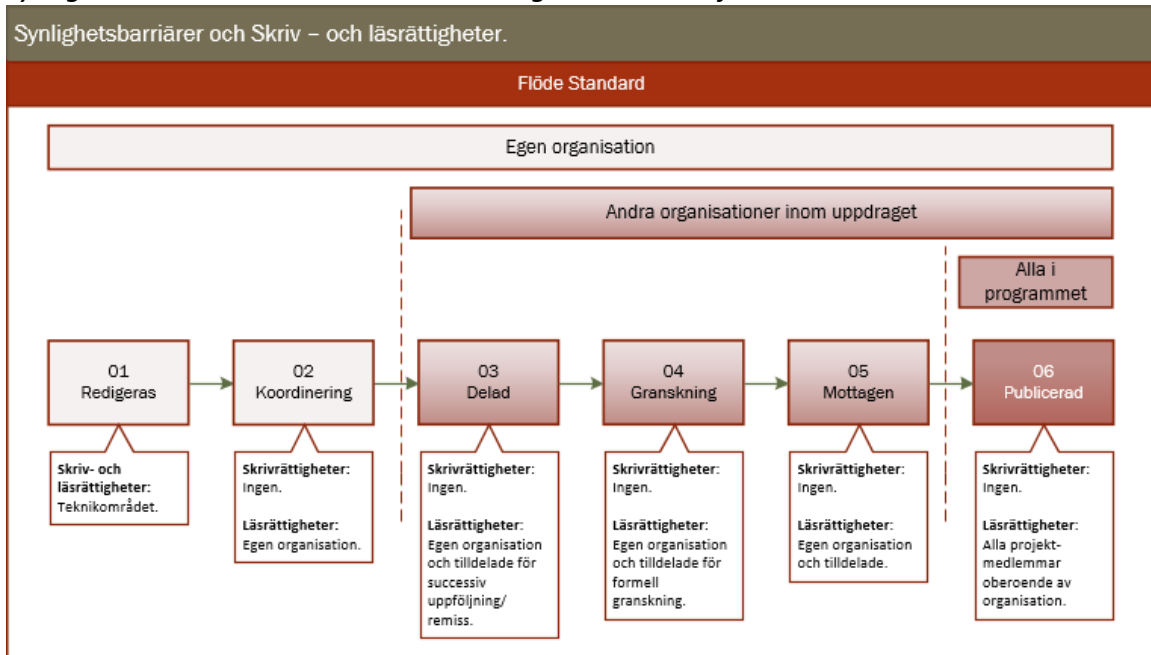 Synlighetsbarriärer och Skriv – och läsrättigheter.
Flöde Standard
Egen organisation
Andra organisationer inom uppdraget
Alla i
programmet
01
Redigeras
02
Koordinering
03
Delad
04
Granskning
05
Mottagen
06
Publicerad
Skriv- och
läsrättigheter:
Teknikområdet.
Skrivrättigheter:
Ingen.
Läsrättigheter:
Egen organisation.
Skrivrättigheter:
Ingen.
Läsrättigheter:
Egen organisation
och tilldelade för
successiv
uppföljning/
remiss.
Skrivrättigheter:
Ingen.
Läsrättigheter:
Egen organisation
och tilldelade för
formell
granskning.
Skrivrättigheter:
Ingen.
Läsrättigheter:
Egen organisation
och tilldelade.
Skrivrättigheter:
Ingen.
Läsrättigheter:
Alla projekt-
medlemmar
oberoende av
organisation.